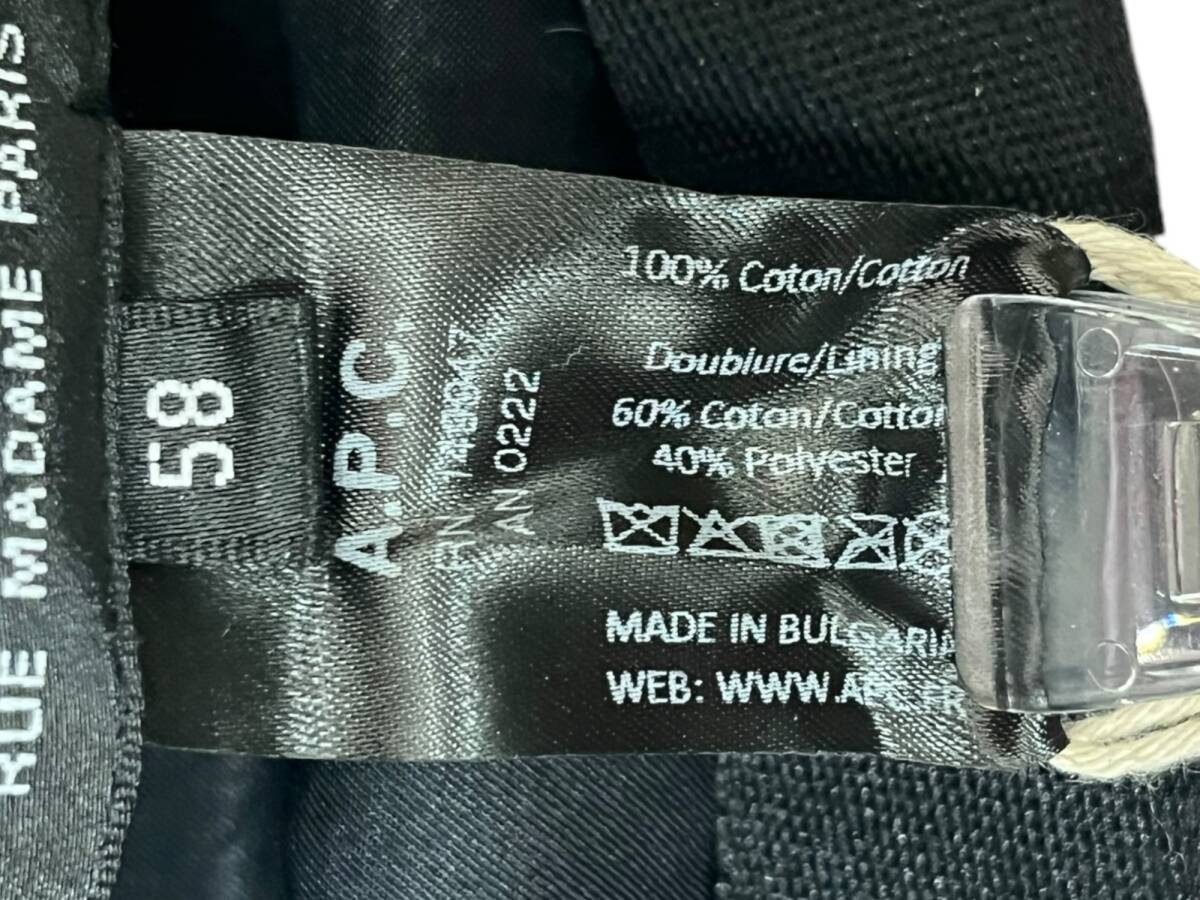 RUE MADAME PARIS
58
A.P.C.
AN 0222
100% Coton/Cotton
Doublure/Lining
60% Coton/Cotton
40% Polyester
MADE IN BULGARIA
WEB: WWW.APC.FR